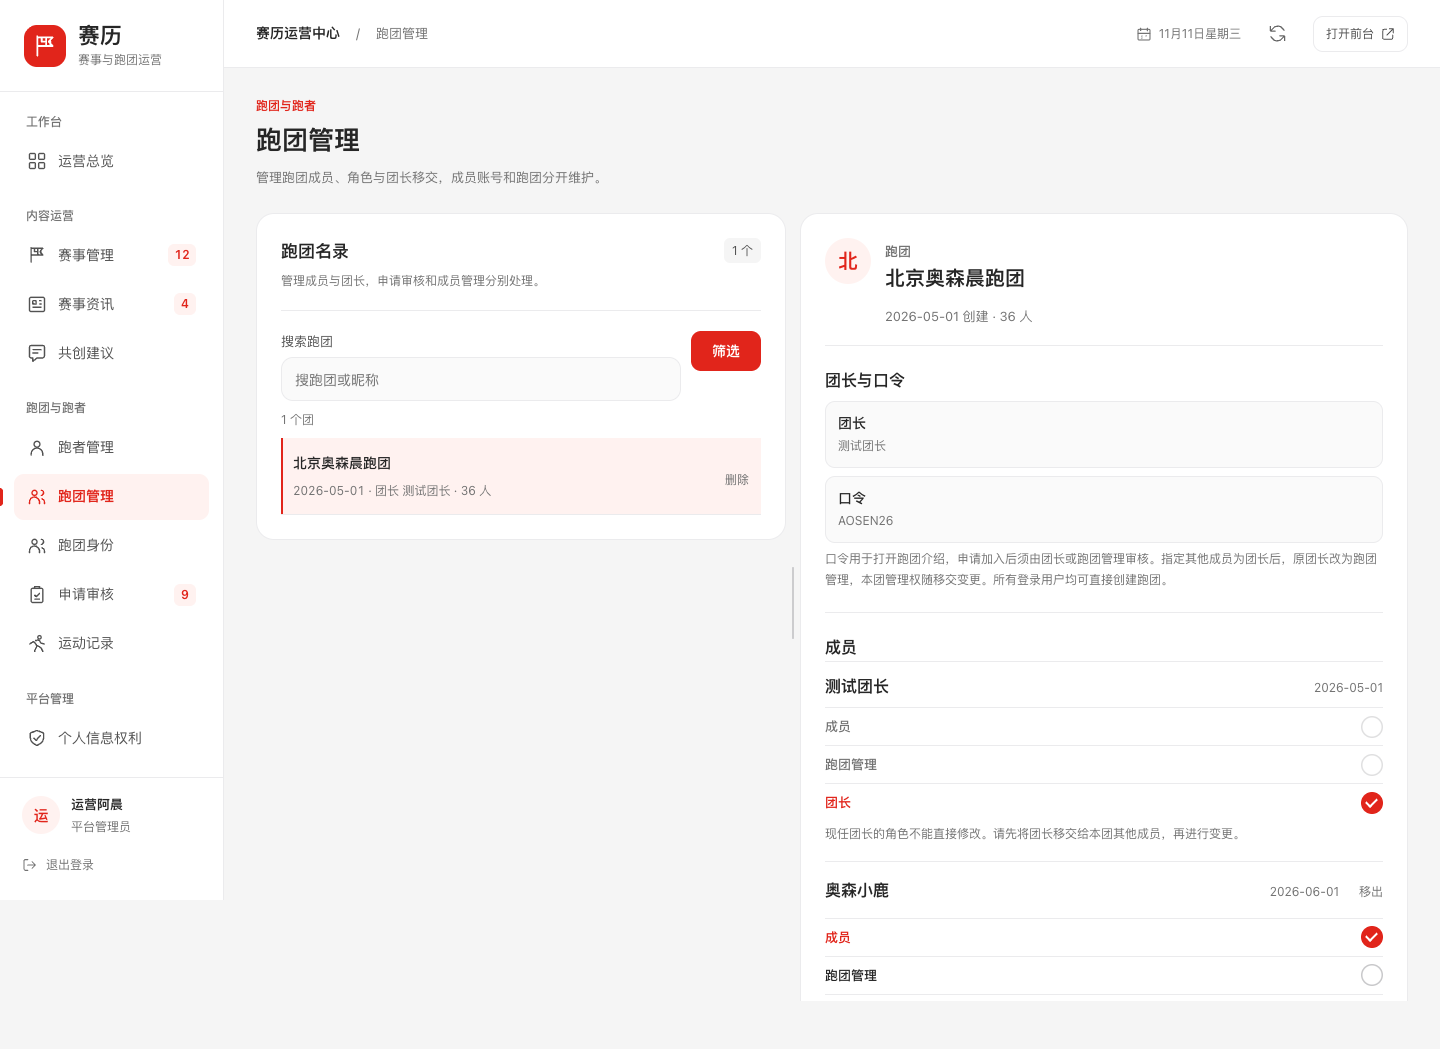 赛历
赛事与跑团运营
工作台
运营总览
内容运营
赛事管理 12
赛事资讯 4
共创建议
跑团与跑者
跑者管理
跑团管理
跑团身份
申请审核 9
运动记录
平台管理
个人信息权利
运 运营阿晨
平台管理员
退出登录
赛历运营中心 / 跑团管理
11月11日星期三
打开前台
跑团与跑者
跑团管理
管理跑团成员、角色与团长移交，成员账号和跑团分开维护。
跑团名录 1 个
管理成员与团长，申请审核和成员管理分别处理。
搜索跑团
搜跑团或昵称
筛选
1 个团
北京奥森晨跑团
2026-05-01 · 团长 测试团长 · 36 人
删除
北 跑团
北京奥森晨跑团
2026-05-01 创建 · 36 人
团长与口令
团长
测试团长
口令
AOSEN26
口令用于打开跑团介绍，申请加入后须由团长或跑团管理审核。指定其他成员为团长后，原团长改为跑团
管理，本团管理权随移交变更。所有登录用户均可直接创建跑团。
成员
测试团长 2026-05-01
成员
跑团管理
团长
现任团长的角色不能直接修改。请先将团长移交给本团其他成员，再进行变更。
奥森小鹿 2026-06-01 移出
成员
跑团管理